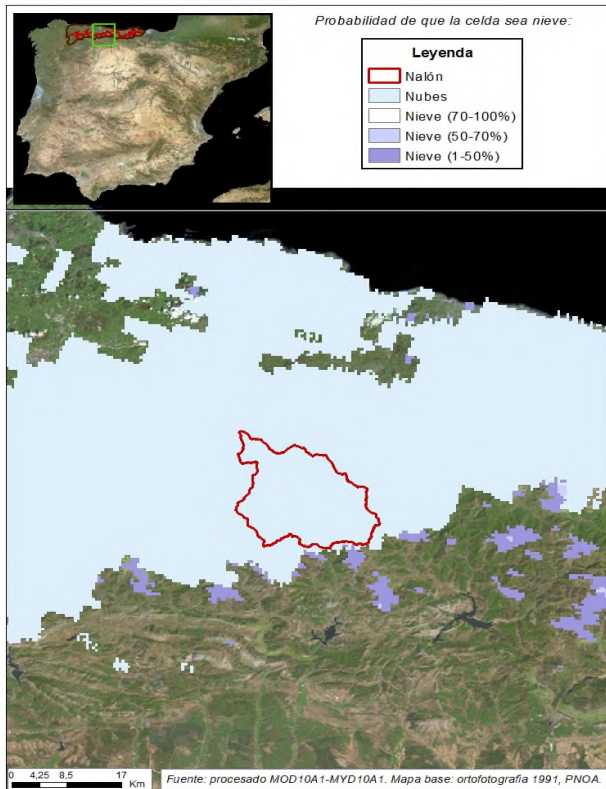 Probabilidad de que la celda sea nieve:
Leyenda
Nalón
Nubes
Nieve (70-100%)
Nieve (50-70%)
Nieve (1-50%)
0 4,25 8,5 17
Km
Fuente: procesado MOD10A1-MYD10A1. Mapa base: ortofotografia 1991, PNOA.